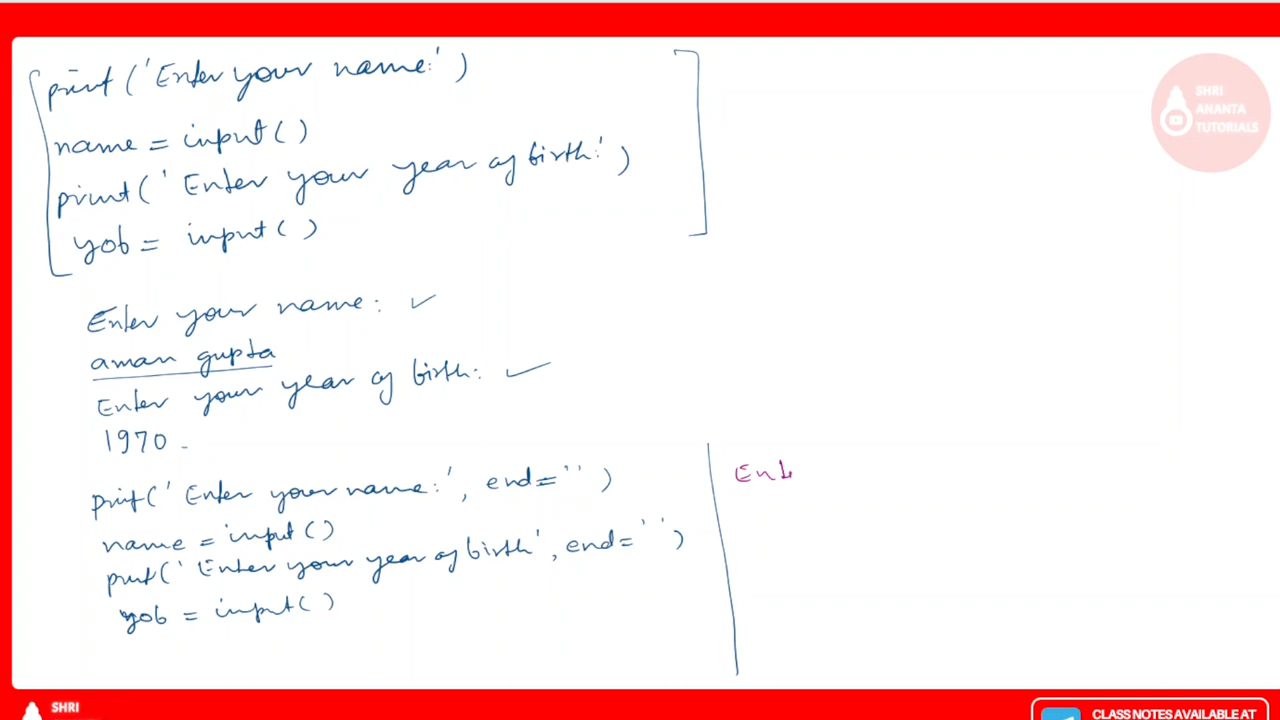 print ('Enter your name:')
name = input()
print(' Enter your year of birth:')
yob = input()
Enter your name: ✓
aman gupta
Enter your year of birth: ✓
1970
print(' Enter your name:', end='')
name = input()
print(' Enter your year of birth', end='')
yob = input()
Ent
SHRI
ANANTA
TUTORIALS
SHRI
CLASS NOTES AVAILABLE AT